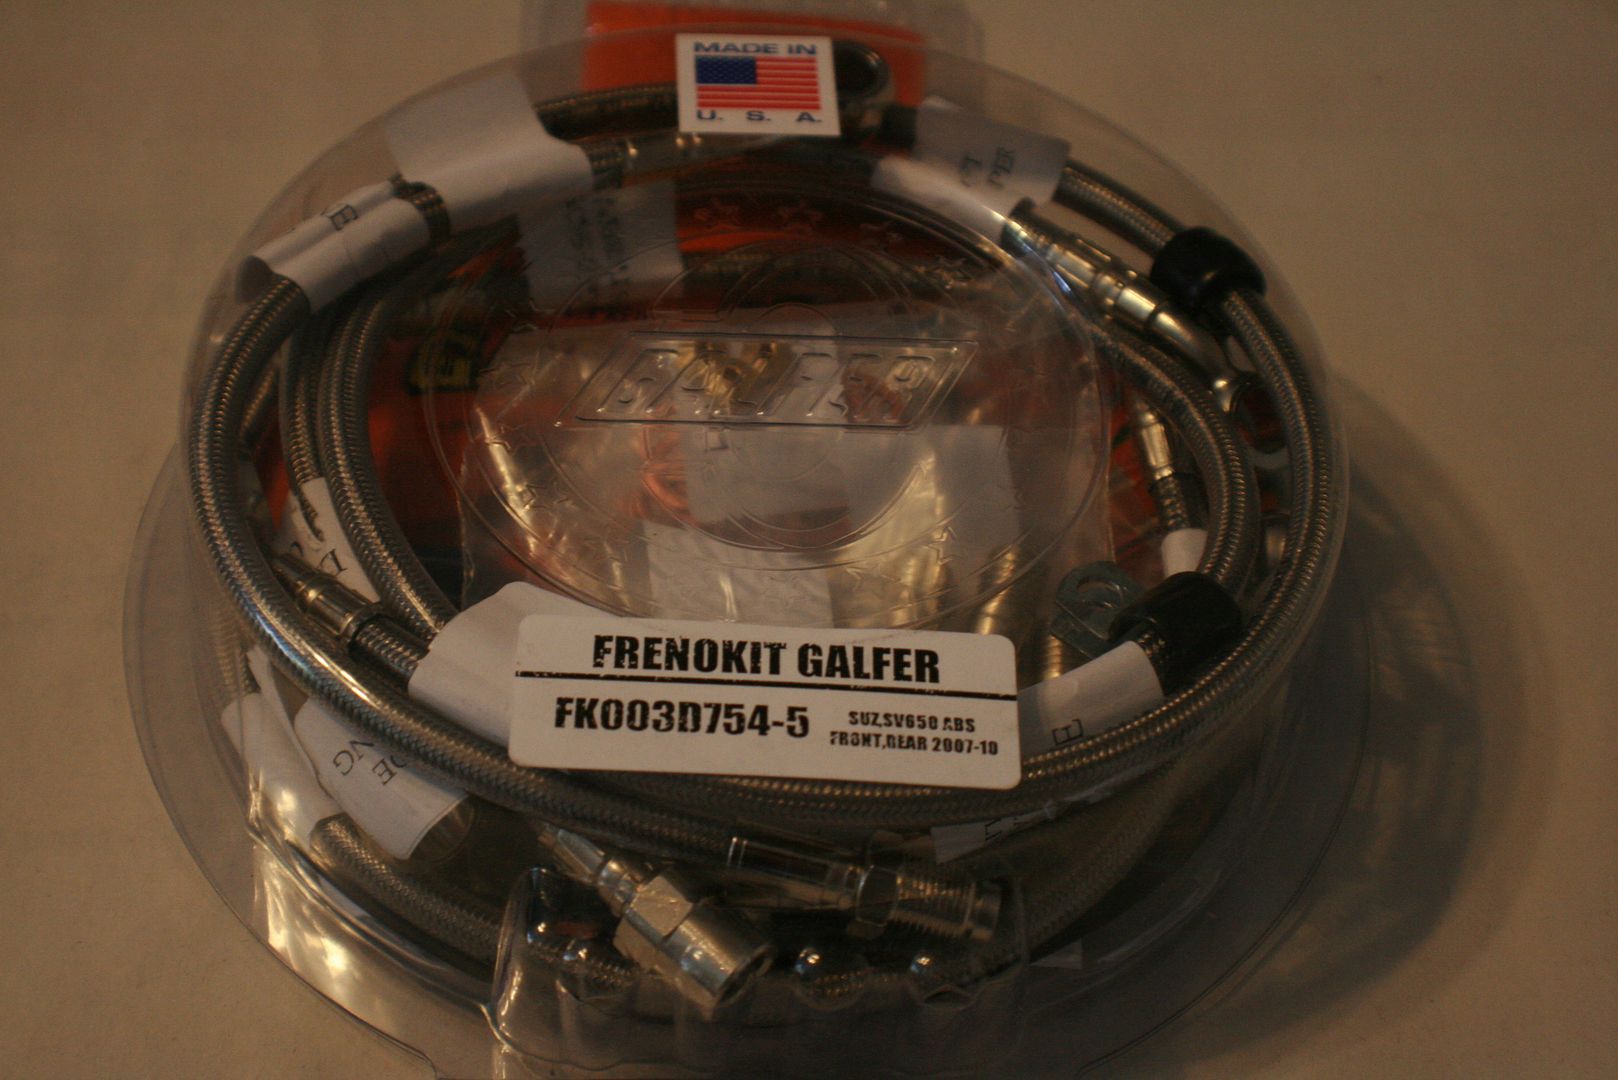 MADE IN
U. S. A.
GALFER
FRENOKIT GALFER
FK003D754-5
SUZ,SV650 ABS
FRONT,REAR 2007-10